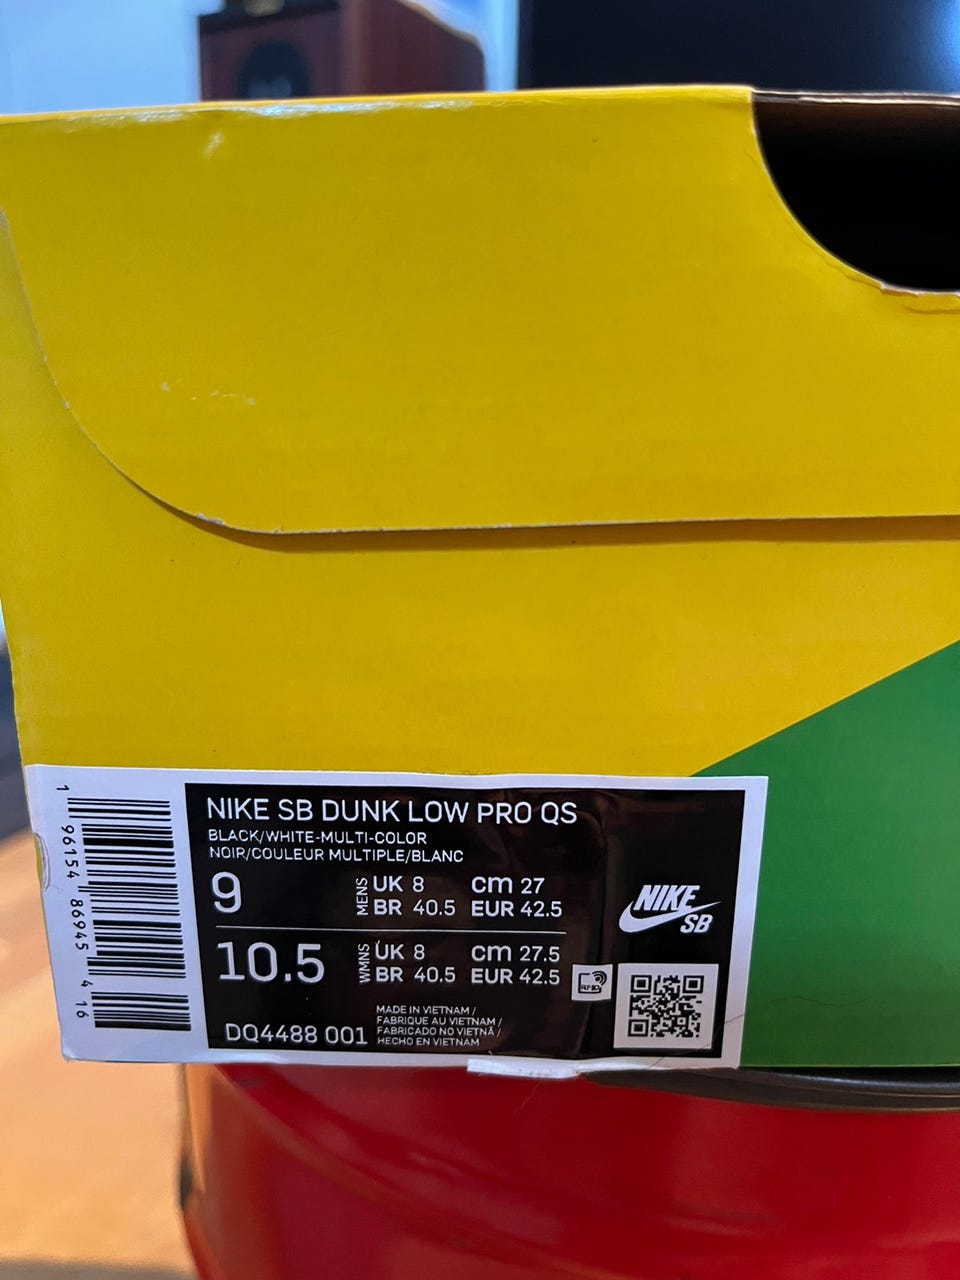 NIKE SB DUNK LOW PRO QS
BLACK/WHITE-MULTI-COLOR
NOIR/COULEUR MULTIPLE/BLANC
9 MENS UK 8 cm 27
BR 40.5 EUR 42.5
10.5 WMNS UK 8 cm 27.5
BR 40.5 EUR 42.5
DQ4488 001
MADE IN VIETNAM /
FABRIQUE AU VIETNAM /
FABRICADO NO VIETNÃ /
HECHO EN VIETNAM
RFID
NIKE
SB
1 96154 86945 4 16